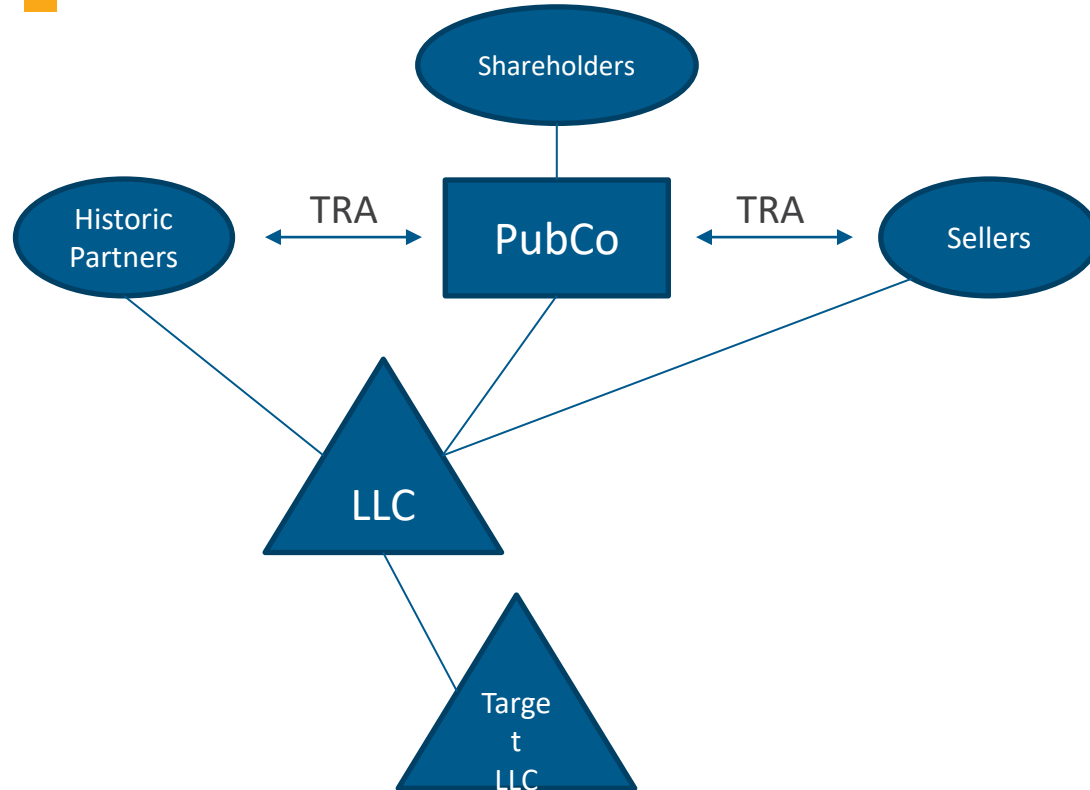 Shareholders
Historic
Partners
TRA
PubCo
TRA
Sellers
LLC
Targe
t
LLC